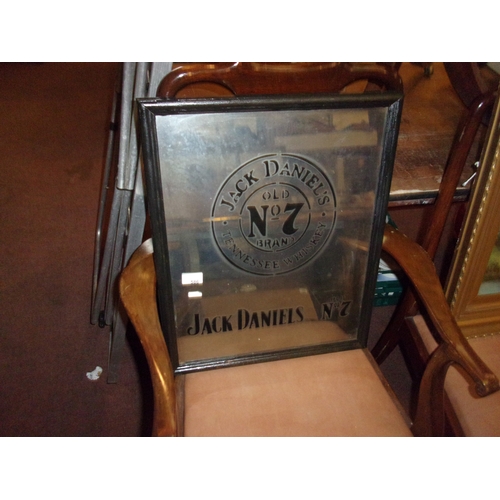 JACK DANIEL'S
OLD
No7
BRAND
TENNESSEE WHISKEY
JACK DANIELS No7